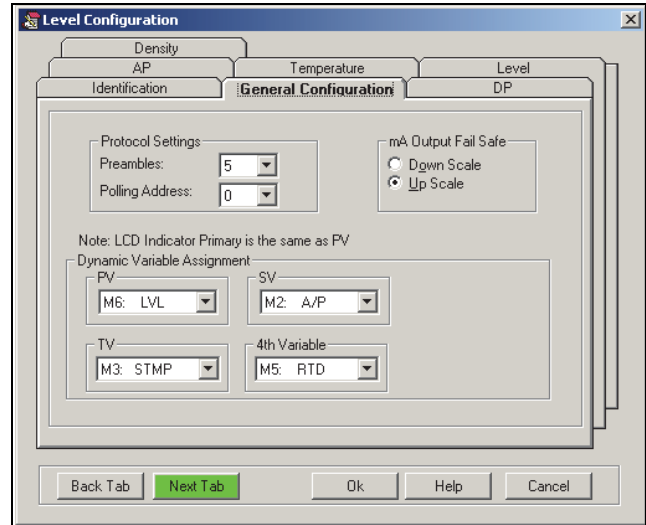 Level Configuration
Density
AP Temperature Level
Identification General Configuration DP
Protocol Settings
Preambles: 5
Polling Address: 0
mA Output Fail Safe
Down Scale
Up Scale
Note: LCD Indicator Primary is the same as PV
Dynamic Variable Assignment
PV SV
M6: LVL M2: A/P
TV 4th Variable
M3: STMP M5: RTD
Back Tab Next Tab Ok Help Cancel